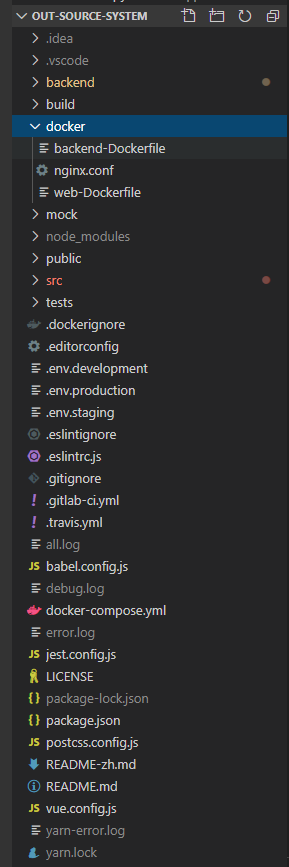 OUT-SOURCE-SYSTEM
.idea
.vscode
backend
build
docker
backend-Dockerfile
nginx.conf
web-Dockerfile
mock
node_modules
public
src
tests
.dockerignore
.editorconfig
.env.development
.env.production
.env.staging
.eslintignore
.eslintrc.js
.gitignore
.gitlab-ci.yml
.travis.yml
all.log
JS babel.config.js
debug.log
docker-compose.yml
error.log
JS jest.config.js
LICENSE
{} package-lock.json
{} package.json
JS postcss.config.js
README-zh.md
README.md
JS vue.config.js
yarn-error.log
yarn.lock